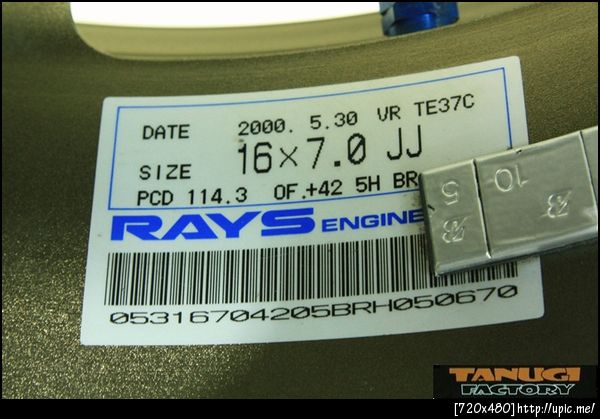 DATE 2000. 5.30 VR TE37C
SIZE 16×7.0 JJ
PCD 114.3 OF.+42 5H
RAYS
05316704205BRH050670
5
10
TANUGI
FACTORY
[720x480]http://upic.me/